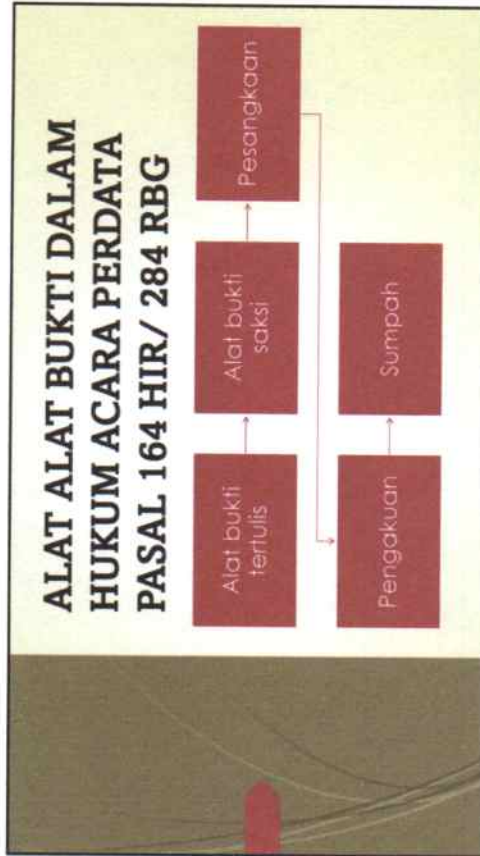 ALAT ALAT BUKTI DALAM
HUKUM ACARA PERDATA
PASAL 164 HIR/ 284 RBG
Alat bukti
tertulis
Alat bukti
saksi
Pesangkaan
Pengakuan
Sumpah